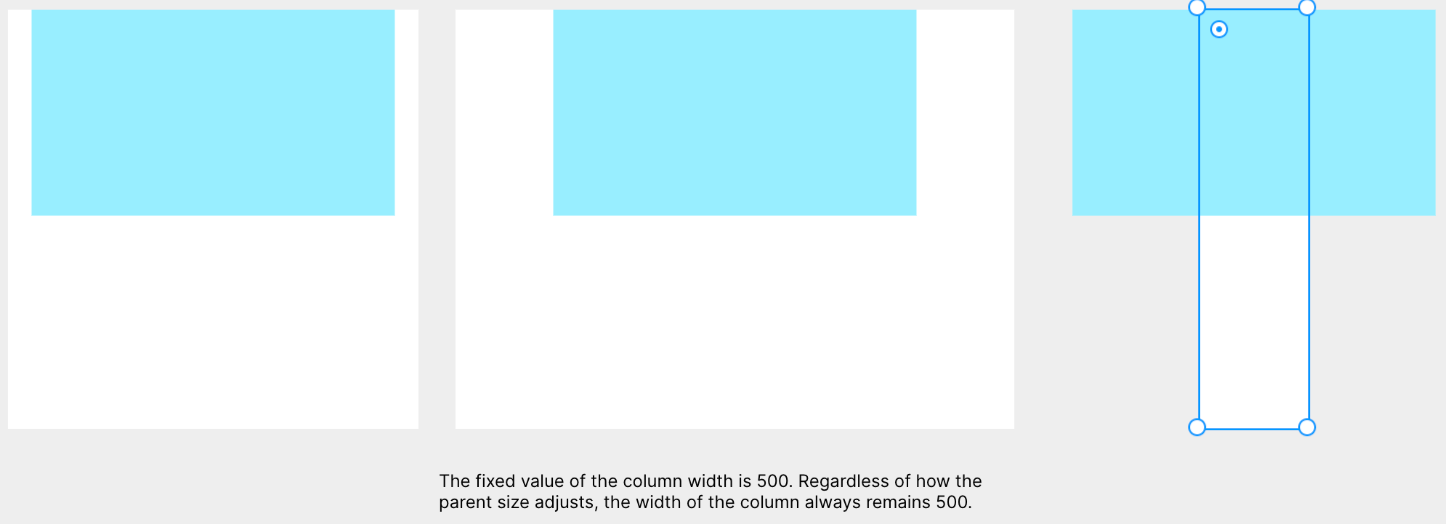 The fixed value of the column width is 500. Regardless of how the
parent size adjusts, the width of the column always remains 500.